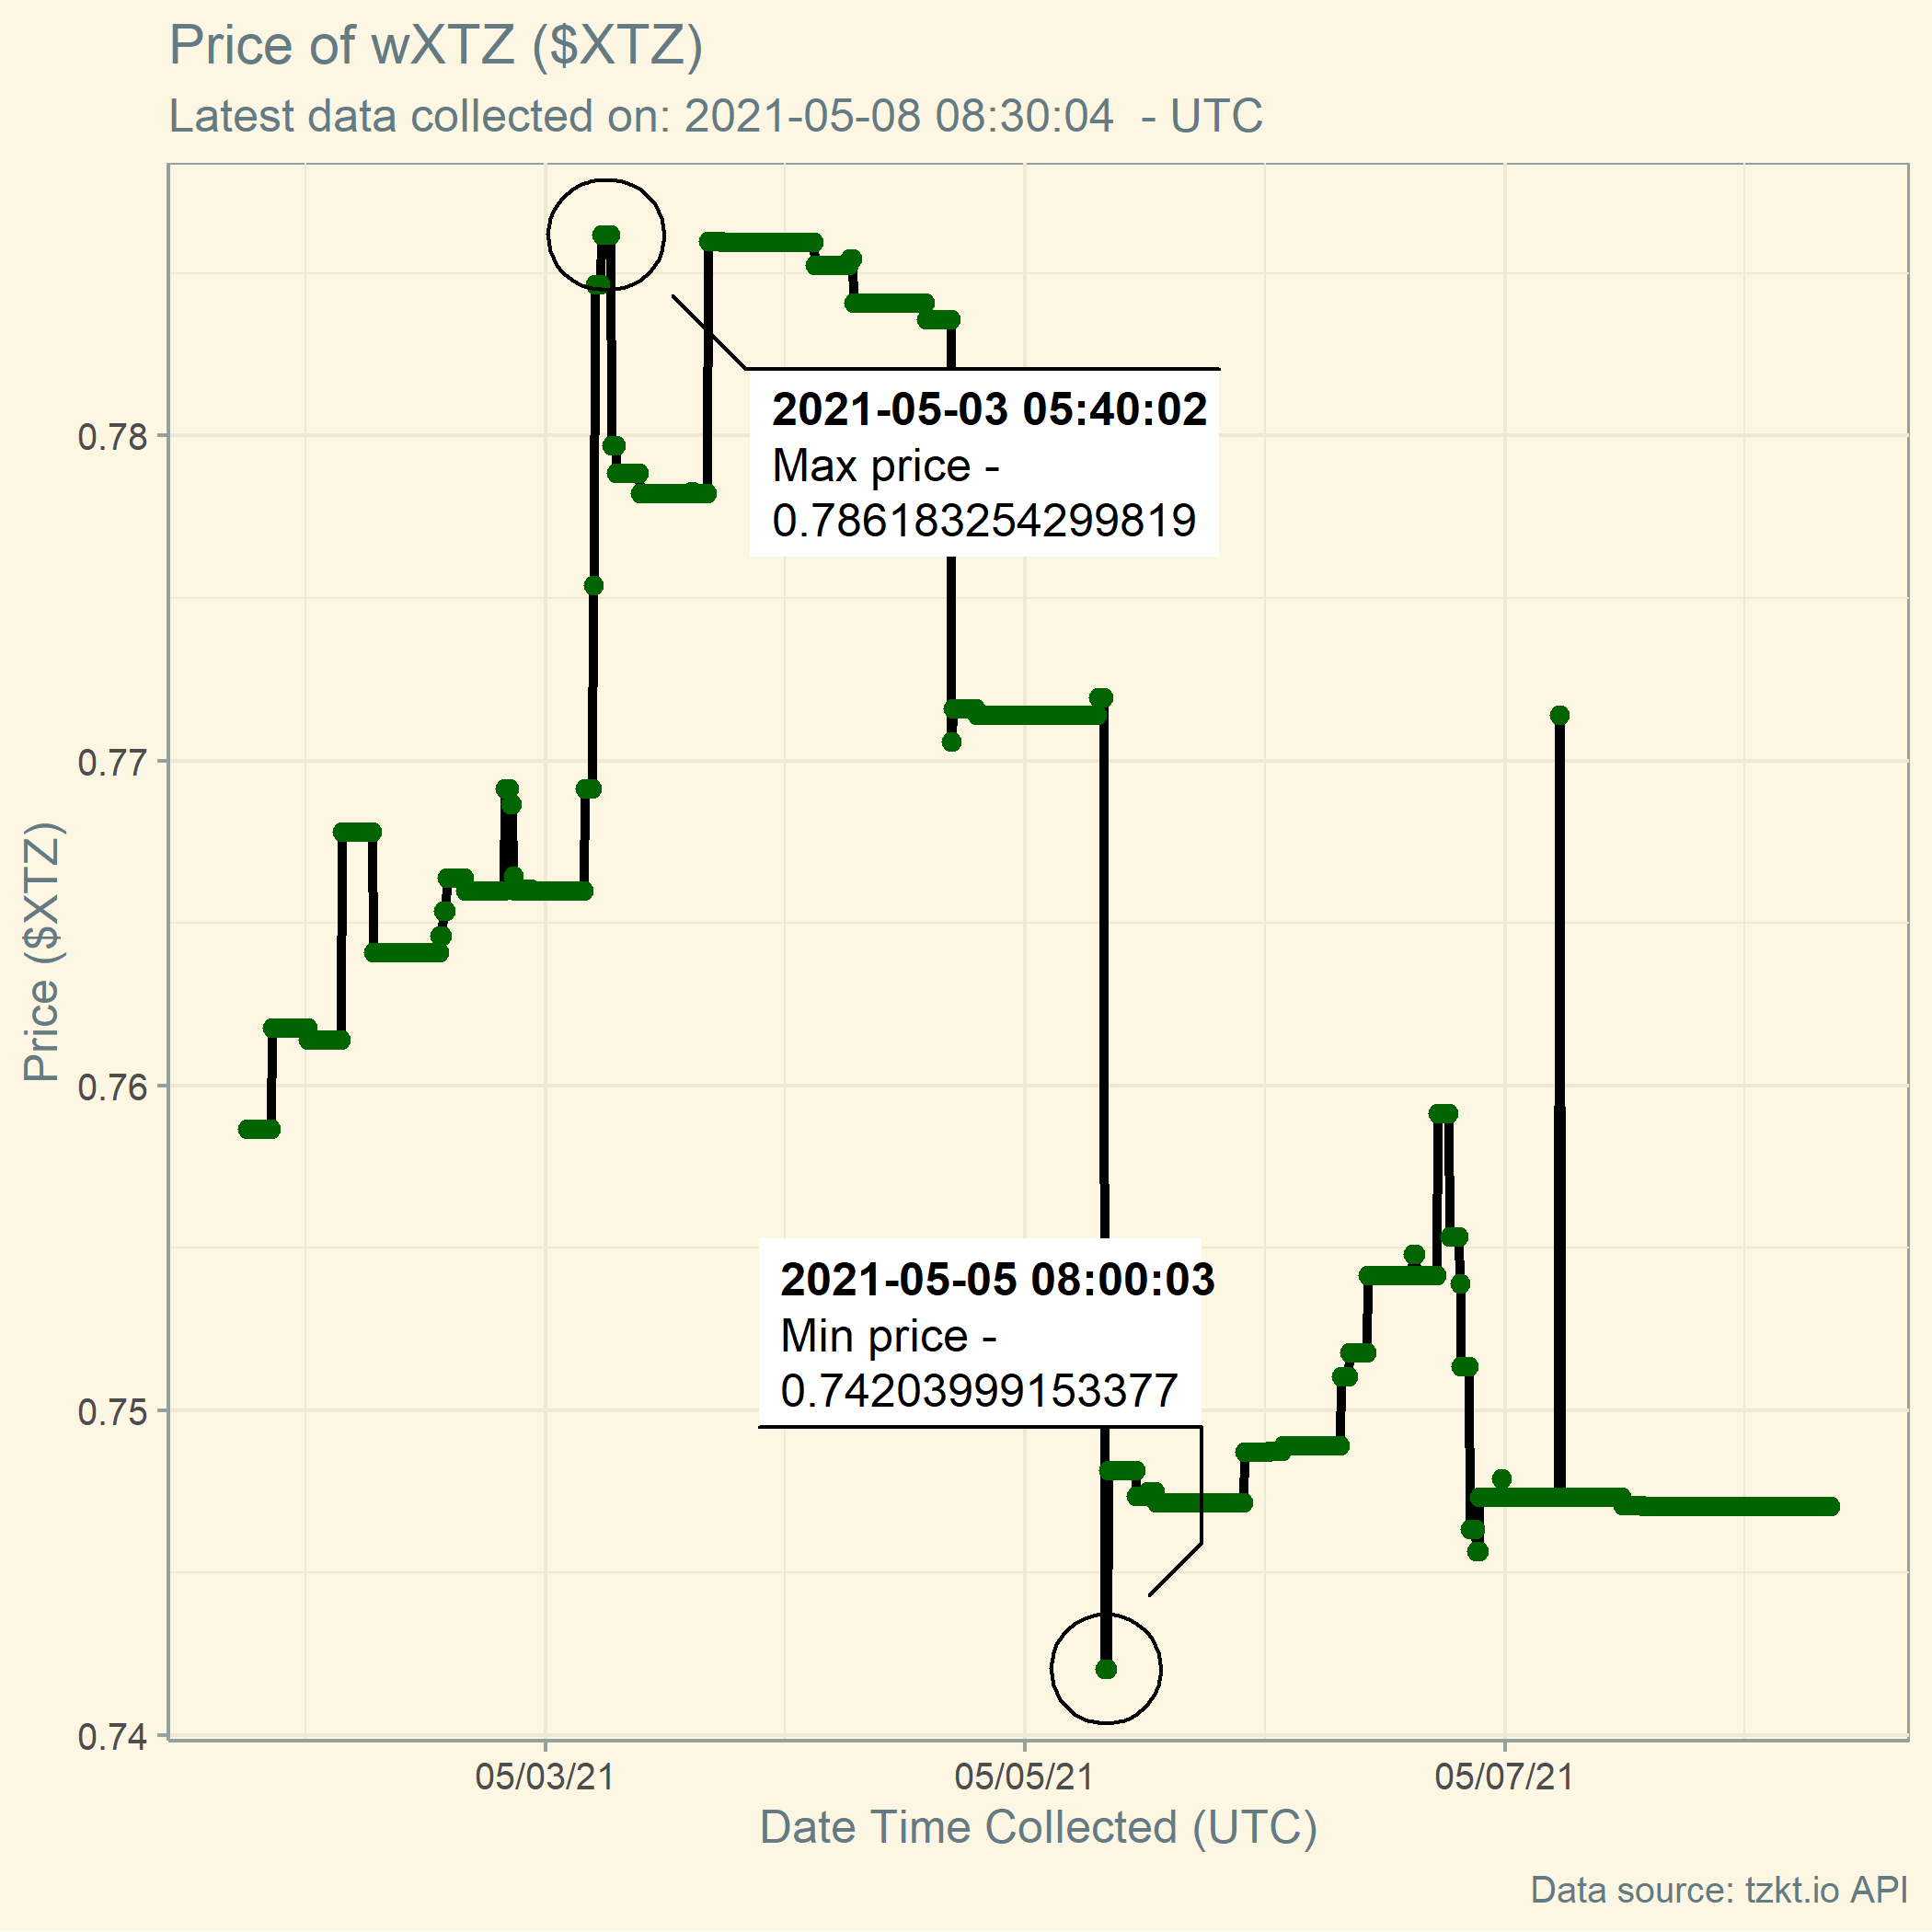 Price of wXTZ ($XTZ)
Latest data collected on: 2021-05-08 08:30:04  - UTC
2021-05-03 05:40:02
Max price -
0.786183254299819
0.78
0.77
Price ($XTZ)
0.76
2021-05-05 08:00:03
Min price -
0.74203999153377
0.75
0.74
05/03/21
05/05/21
05/07/21
Date Time Collected (UTC)
Data source: tzkt.io API